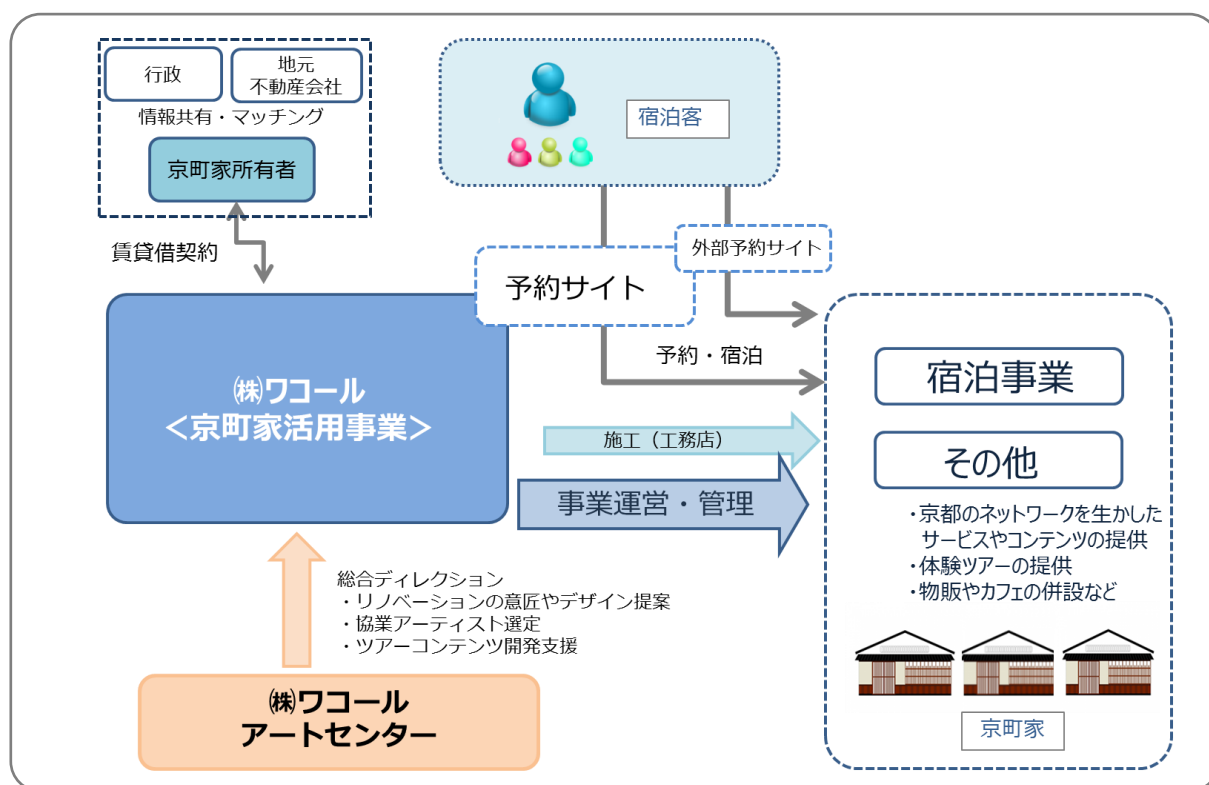 行政
地元
不動産会社
情報共有・マッチング
京町家所有者
賃貸借契約
宿泊客
外部予約サイト
予約サイト
予約・宿泊
㈱ワコール
＜京町家活用事業＞
施工（工務店）
事業運営・管理
宿泊事業
その他
・京都のネットワークを生かした
サービスやコンテンツの提供
・体験ツアーの提供
・物販やカフェの併設など
京町家
総合ディレクション
・リノベーションの意匠やデザイン提案
・協業アーティスト選定
・ツアーコンテンツ開発支援
㈱ワコール
アートセンター